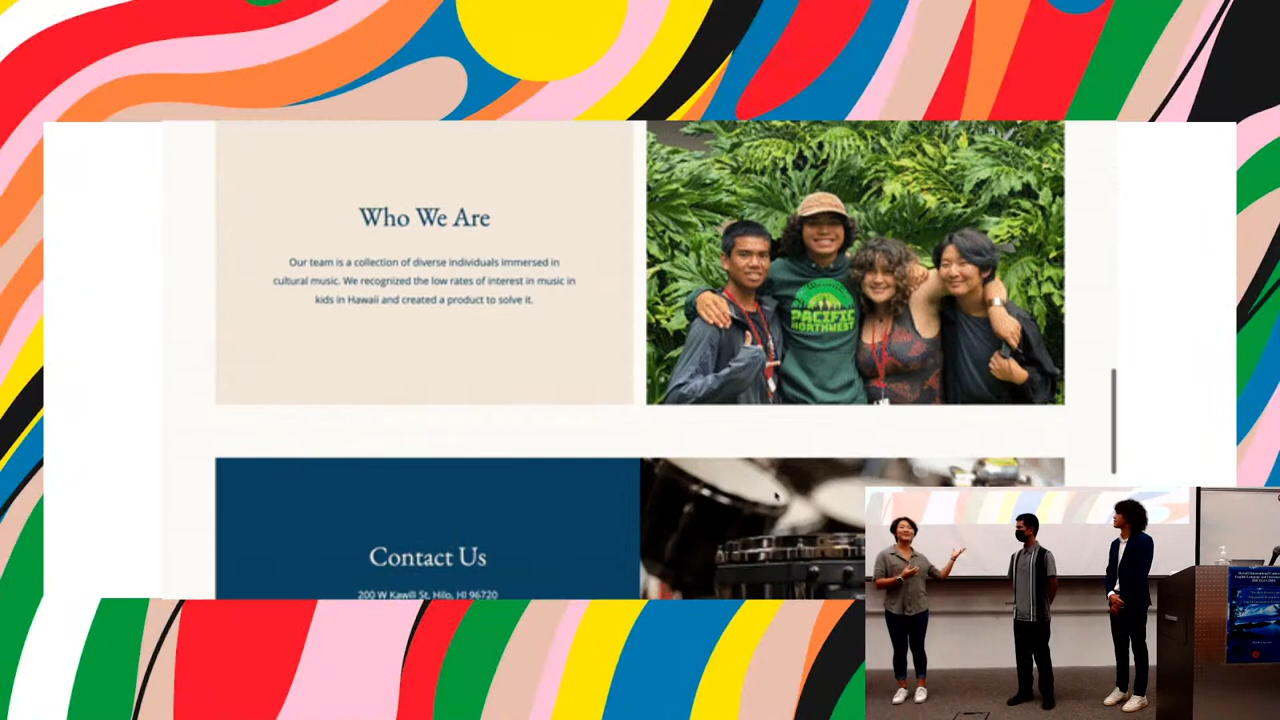 Who We Are
Our team is a collection of diverse individuals immersed in
cultural music. We recognized the low rates of interest in music in
kids in Hawaii and created a product to solve it.
PACIFIC
NORTHWEST
Contact Us
200 W Kawili St, Hilo, HI 96720